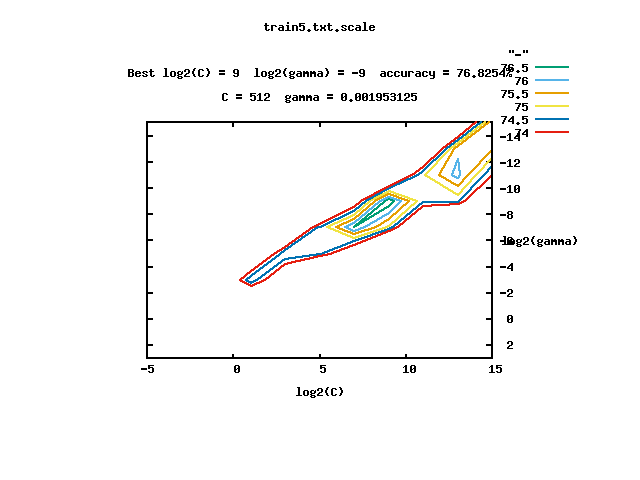 train5.txt.scale
"-"
Best log2(C) = 9 log2(gamma) = -9 accuracy = 76.8254%
76.5
76
75.5
75
74.5
74
C = 512 gamma = 0.001953125
-14
-12
-10
-8
-6
log2(gamma)
-4
-2
0
2
-5 0 5 10 15
log2(C)